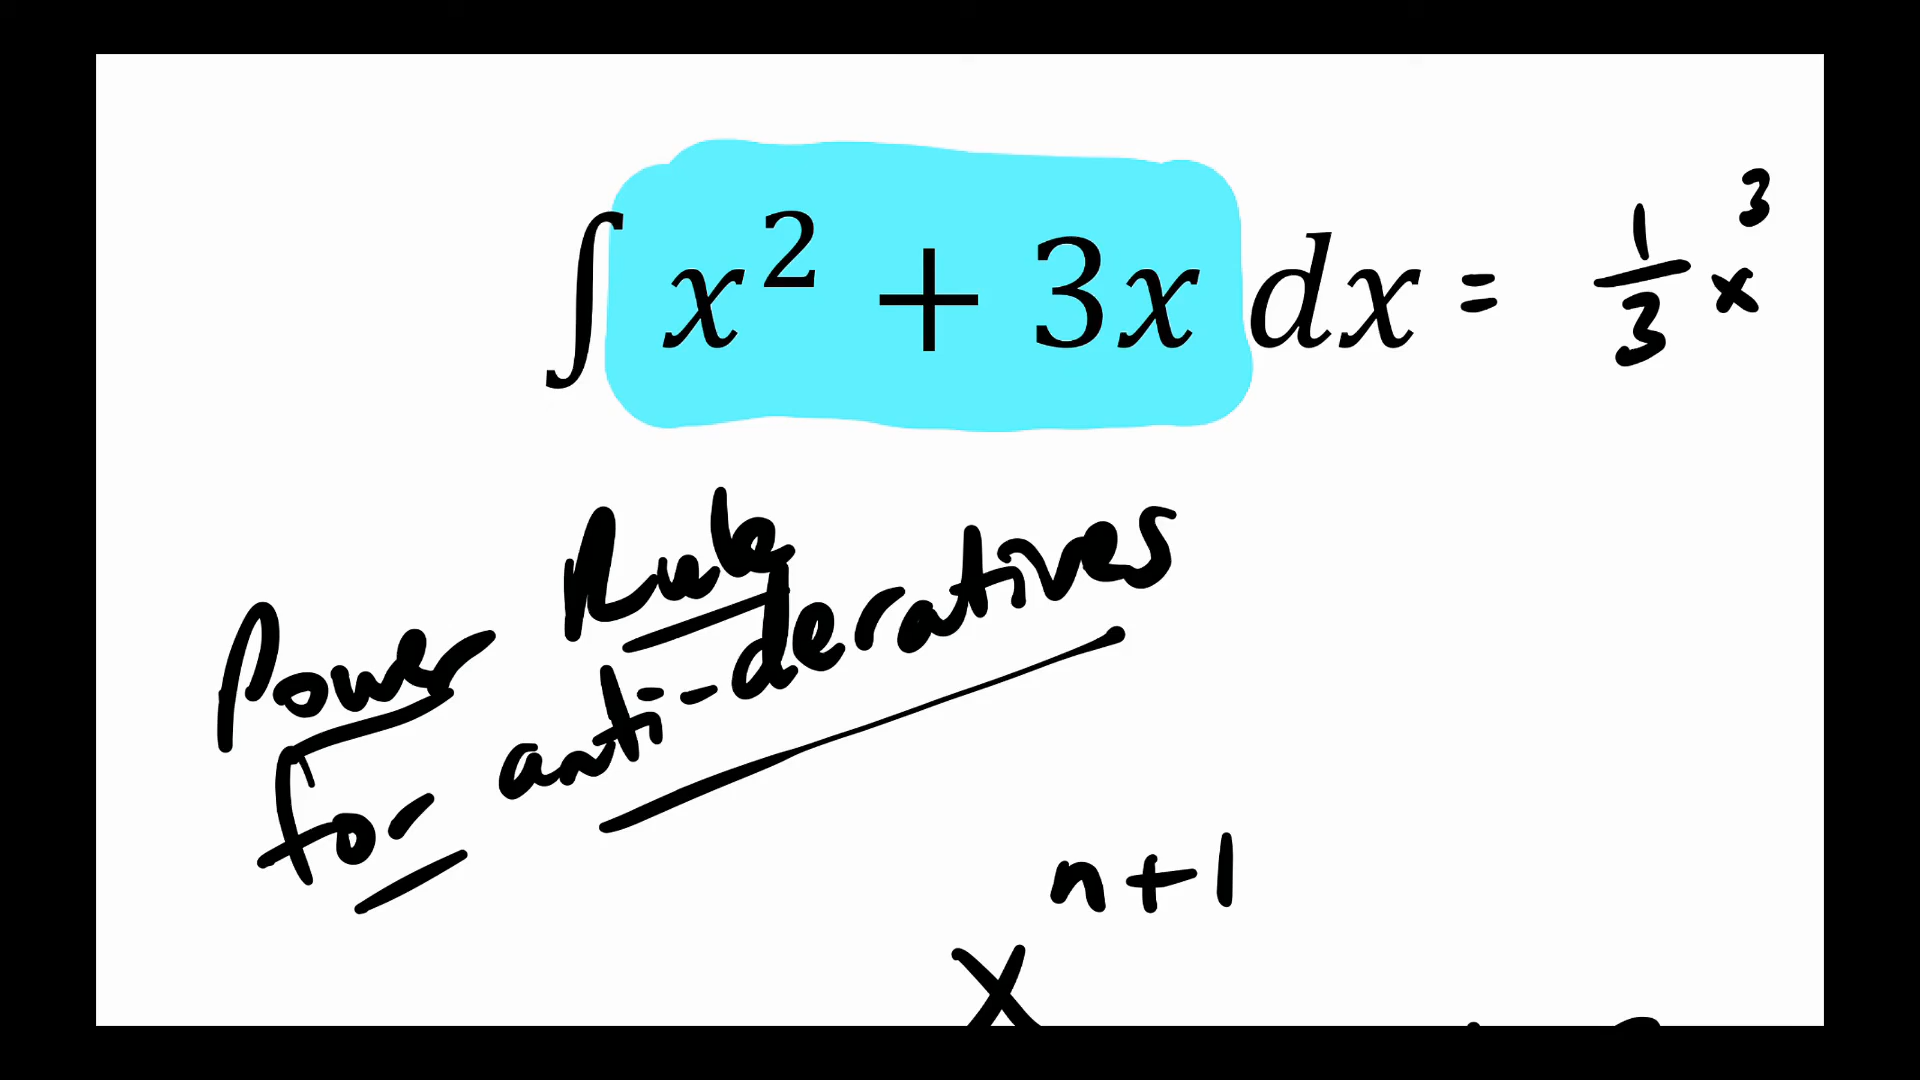 ∫ x² + 3x dx = 1/3 x³
Power Rule
for anti-deratives
x^{n+1}